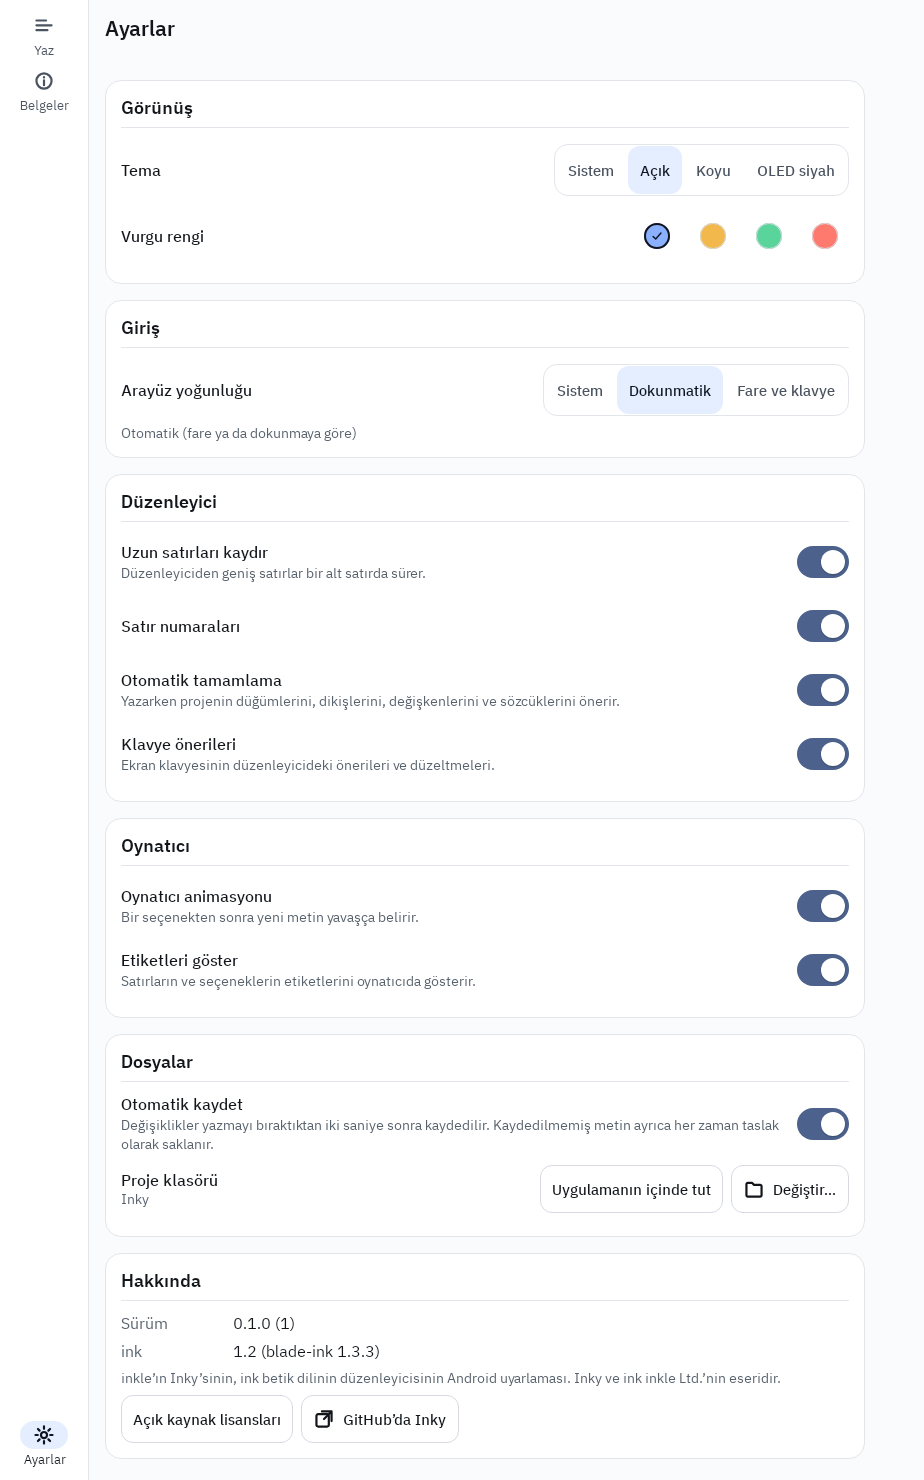 Yaz
Belgeler
Ayarlar
Görünüş
Tema
Sistem
Açık
Koyu
OLED siyah
Vurgu rengi
Giriş
Arayüz yoğunluğu
Sistem
Dokunmatik
Fare ve klavye
Otomatik (fare ya da dokunmaya göre)
Düzenleyici
Uzun satırları kaydır
Düzenleyiciden geniş satırlar bir alt satırda sürer.
Satır numaraları
Otomatik tamamlama
Yazarken projenin düğümlerini, dikişlerini, değişkenlerini ve sözcüklerini önerir.
Klavye önerileri
Ekran klavyesinin düzenleyicideki önerileri ve düzeltmeleri.
Oynatıcı
Oynatıcı animasyonu
Bir seçenekten sonra yeni metin yavaşça belirir.
Etiketleri göster
Satırların ve seçeneklerin etiketlerini oynatıcıda gösterir.
Dosyalar
Otomatik kaydet
Değişiklikler yazmayı bıraktıktan iki saniye sonra kaydedilir. Kaydedilmemiş metin ayrıca her zaman taslak
olarak saklanır.
Proje klasörü
Inky
Uygulamanın içinde tut
Değiştir…
Hakkında
Sürüm 0.1.0 (1)
ink 1.2 (blade-ink 1.3.3)
inkle’ın Inky’sinin, ink betik dilinin düzenleyicisinin Android uyarlaması. Inky ve ink inkle Ltd.’nin eseridir.
Açık kaynak lisansları
GitHub’da Inky
Ayarlar